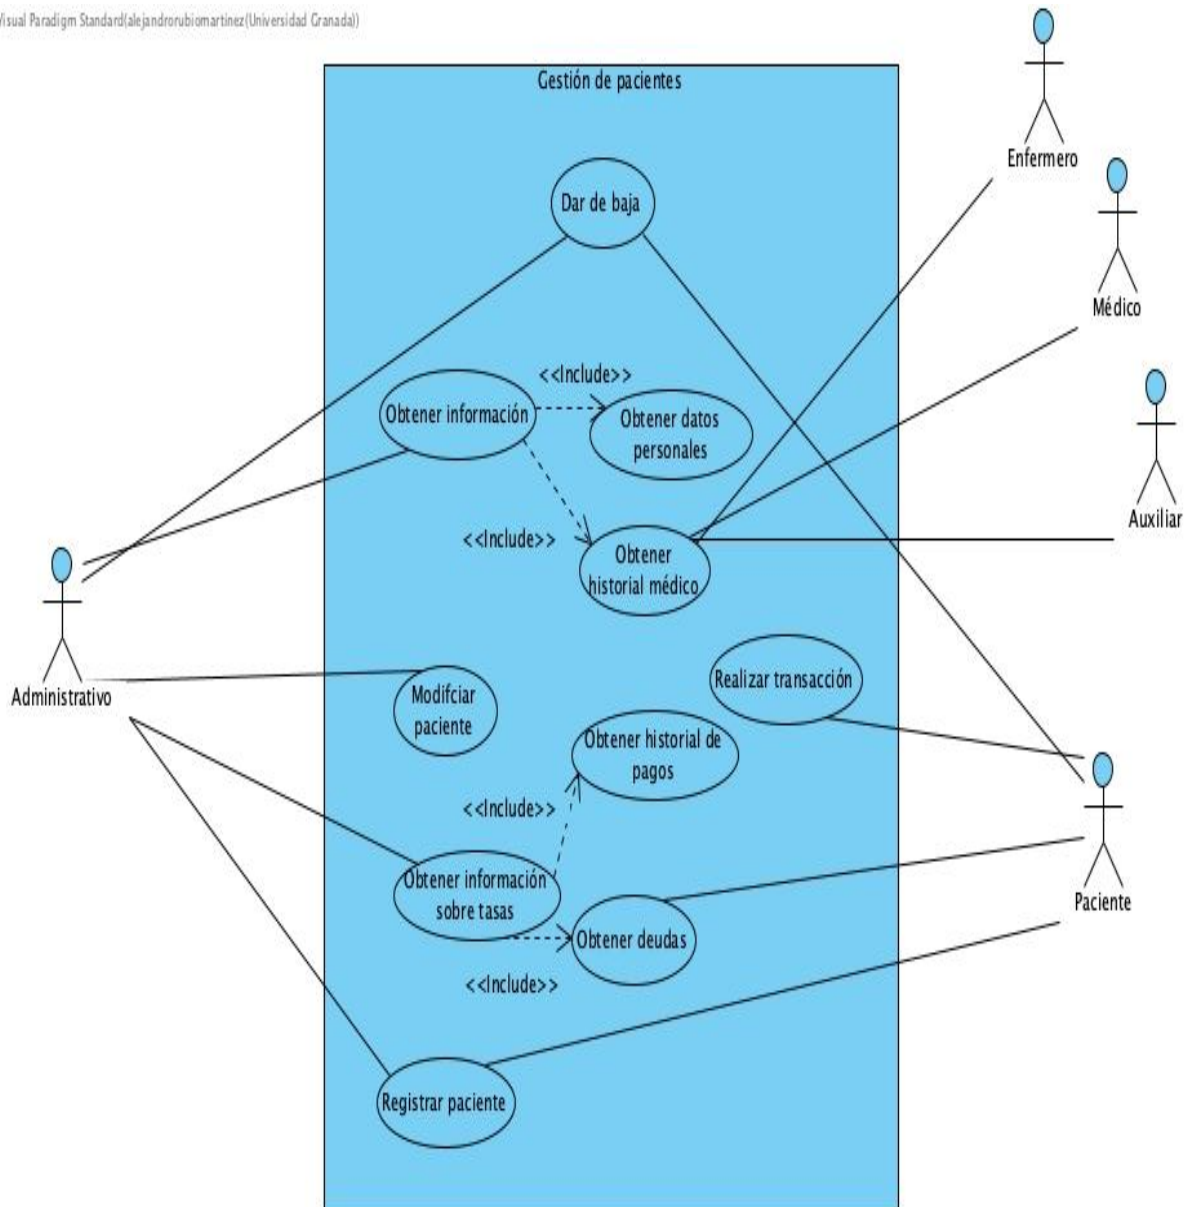 Visual Paradigm Standard(alejandrorubiomartinez(Universidad Granada))
Gestión de pacientes
Enfermero
Dar de baja
Médico
<<Include>>
Obtener información
Obtener datos
personales
Auxiliar
<<Include>>
Obtener
historial médico
Administrativo
Modifciar
paciente
Realizar transacción
Obtener historial de
pagos
<<Include>>
Obtener información
sobre tasas
Paciente
Obtener deudas
<<Include>>
Registrar paciente